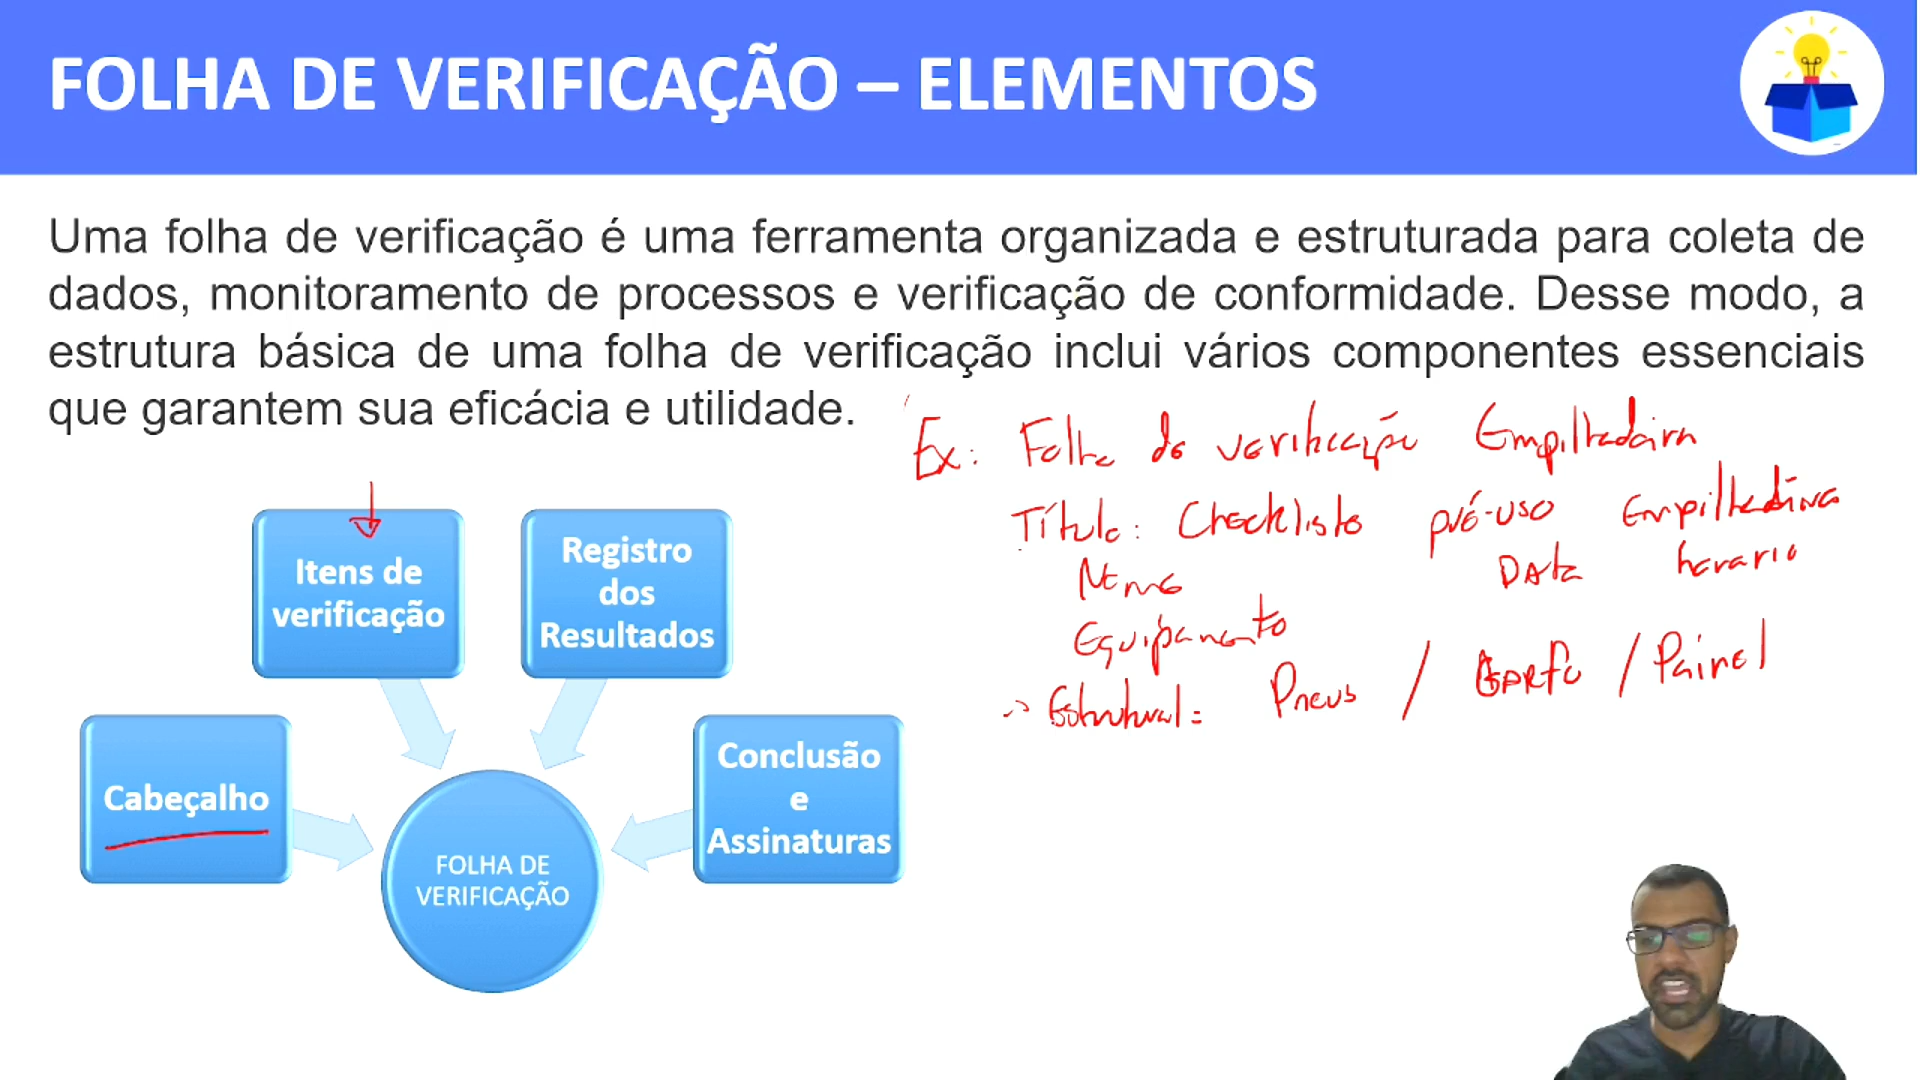 FOLHA DE VERIFICAÇÃO – ELEMENTOS
Uma folha de verificação é uma ferramenta organizada e estruturada para coleta de
dados, monitoramento de processos e verificação de conformidade. Desse modo, a
estrutura básica de uma folha de verificação inclui vários componentes essenciais
que garantem sua eficácia e utilidade.
Ex: Folha de verificação Empilhadeira
Título: Checklista pré-uso Empilhadeira
Nome Data horario
Equipamento
-> Estrutural: Pneus / GARFO / Painel
Itens de
verificação
Registro
dos
Resultados
Cabeçalho
Conclusão
e
Assinaturas
FOLHA DE
VERIFICAÇÃO